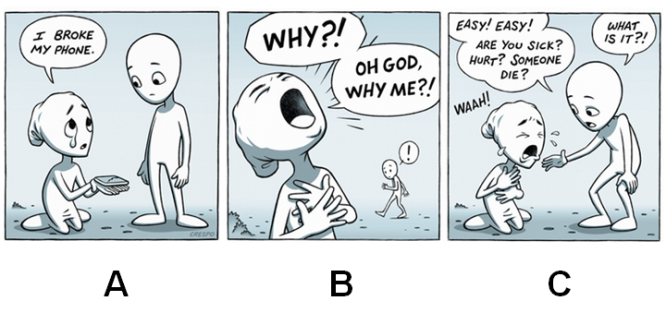 I BROKE
MY PHONE.
CRESPO
WHY?!
OH GOD,
WHY ME?!
!
EASY! EASY!
ARE YOU SICK?
HURT? SOMEONE
DIE?
WHAT
IS IT?!
WAAH!
A
B
C